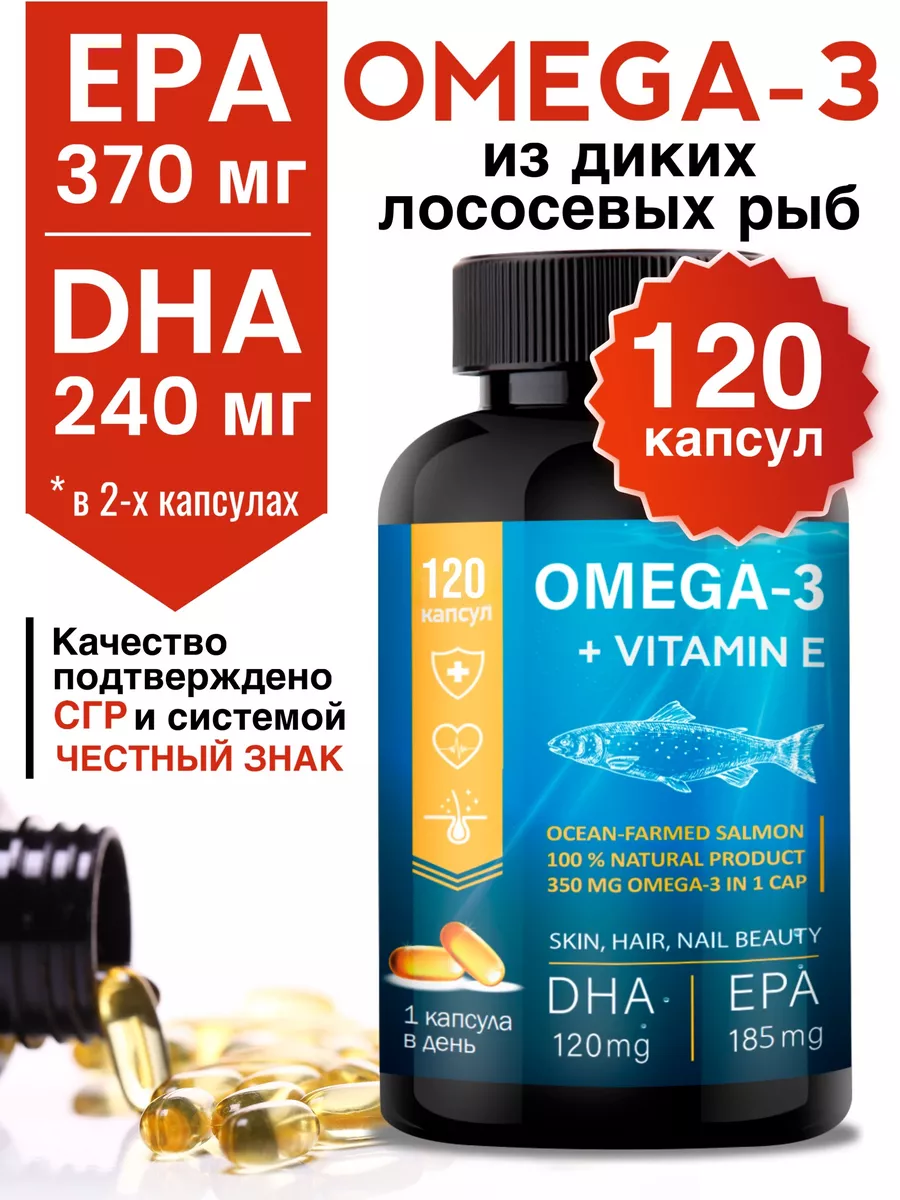 EPA
370 мг
DHA
240 мг
* в 2-х капсулах
OMEGA-3
из диких
лососевых рыб
120
капсул
Качество
подтверждено
СГР и системой
ЧЕСТНЫЙ ЗНАК
120
капсул
OMEGA-3
+ VITAMIN E
OCEAN-FARMED SALMON
100 % NATURAL PRODUCT
350 MG OMEGA-3 IN 1 CAP
SKIN, HAIR, NAIL BEAUTY
DHA
120mg
EPA
185mg
1 капсула
в день